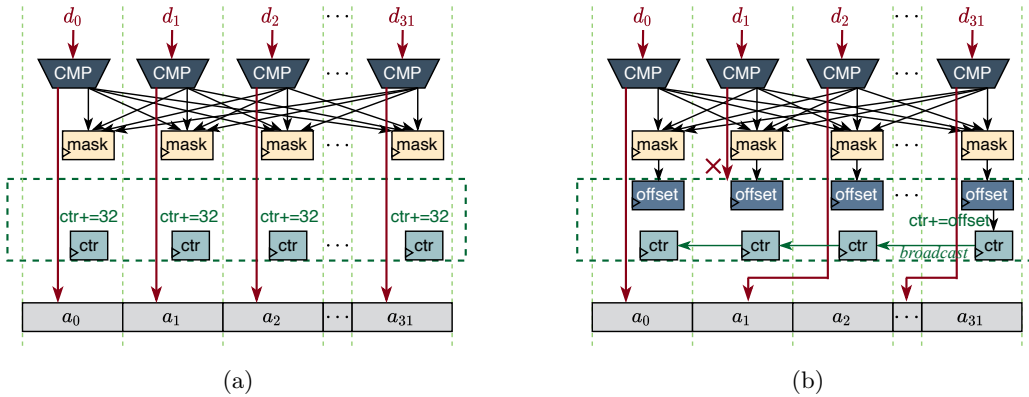 d0 d1 d2 ··· d31
CMP CMP CMP ··· CMP
mask mask mask ··· mask
ctr+=32 ctr+=32 ctr+=32 ctr+=32
ctr ctr ctr ··· ctr
a0 a1 a2 ··· a31
(a)
d0 d1 d2 ··· d31
CMP CMP CMP ··· CMP
mask mask mask ··· mask
×
offset offset offset ··· offset
ctr+=offset
ctr ctr ctr broadcast ctr
a0 a1 a2 ··· a31
(b)